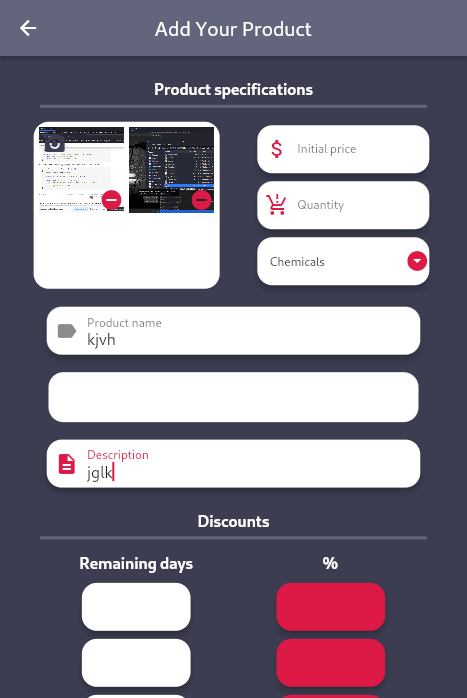 Add Your Product
Product specifications
Initial price
Quantity
Chemicals
Product name
kjvh
Description
jglk
Discounts
Remaining days
%